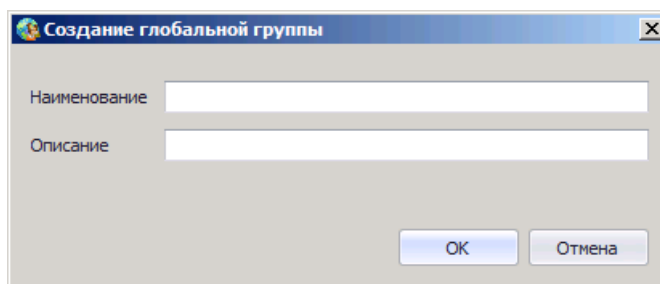 Создание глобальной группы
Наименование
Описание
OK Отмена